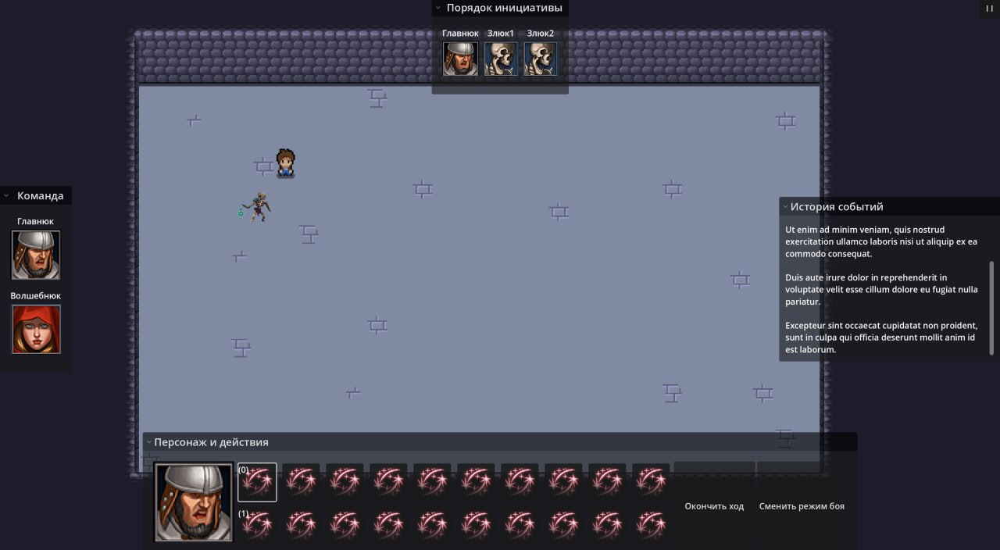 Порядок инициативы
Главнюк Злюк1 Злюк2
Команда
Главнюк
Волшебнюк
История событий
Ut enim ad minim veniam, quis nostrud
exercitation ullamco laboris nisi ut aliquip ex ea
commodo consequat.
Duis aute irure dolor in reprehenderit in
voluptate velit esse cillum dolore eu fugiat nulla
pariatur.
Excepteur sint occaecat cupidatat non proident,
sunt in culpa qui officia deserunt mollit anim id
est laborum.
Персонаж и действия
(0)
(1)
Окончить ход Сменить режим боя